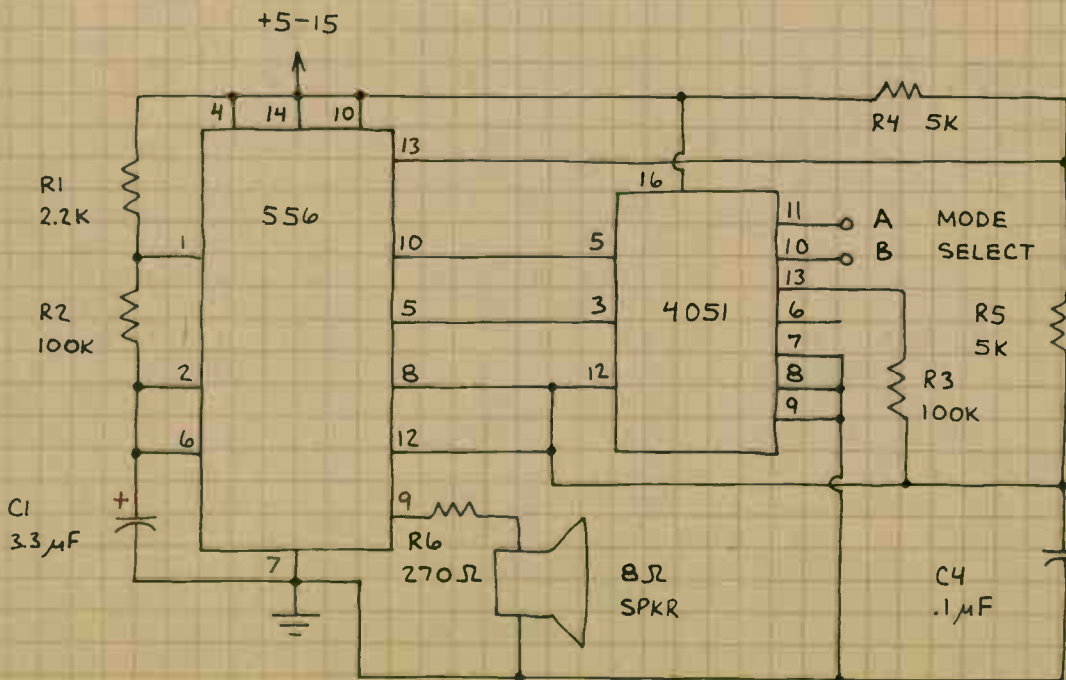 +5-15
4
14
10
R4 5K
13
16
R1
2.2K
556
11
A MODE
1
10
5
10
B SELECT
13
R2
100K
5
3
4051
6
R5
5K
7
2
8
12
8
R3
100K
6
12
9
C1
+
3.3µF
9
7
R6
270Ω
8Ω
SPKR
C4
.1µF